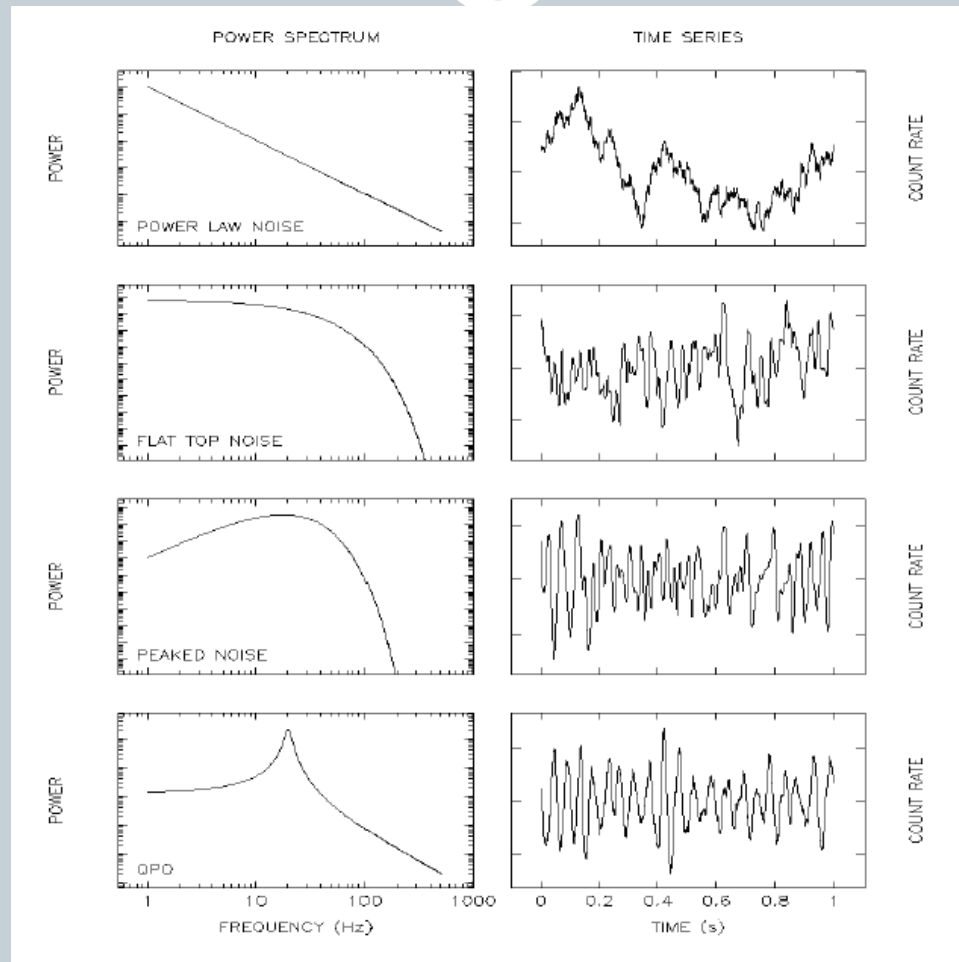 POWER SPECTRUM
TIME SERIES
POWER
POWER LAW NOISE
COUNT RATE
POWER
FLAT TOP NOISE
COUNT RATE
POWER
PEAKED NOISE
COUNT RATE
POWER
QPO
COUNT RATE
1 10 100 1000
0 0.2 0.4 0.6 0.8 1
FREQUENCY (Hz)
TIME (s)